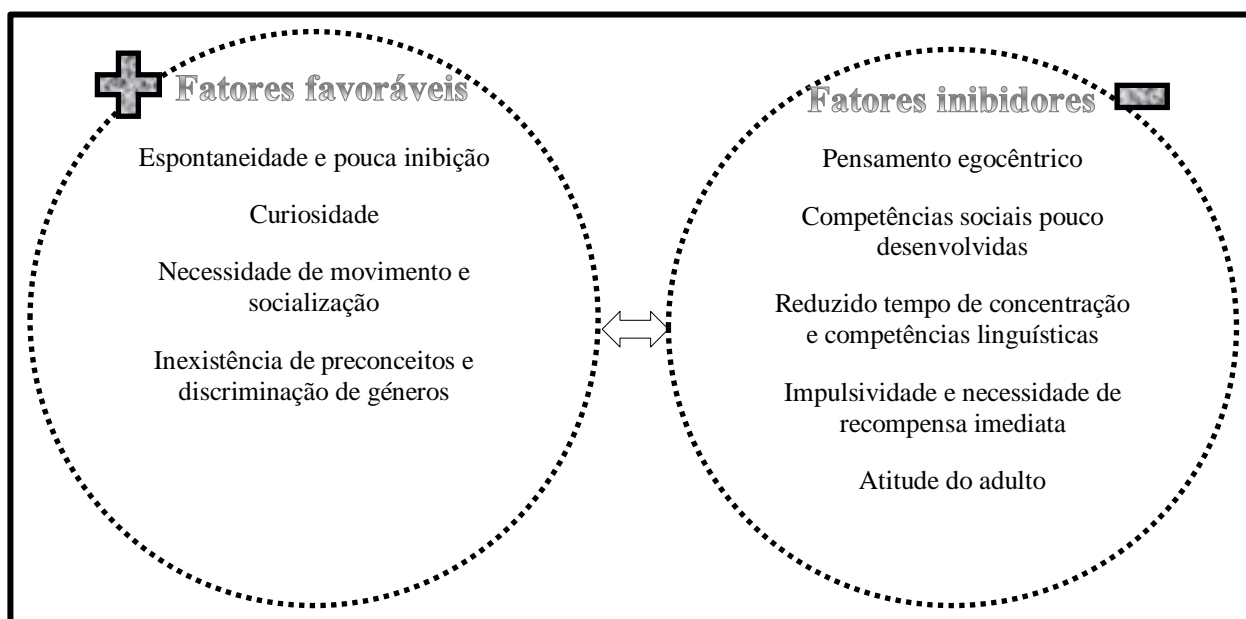 Fatores favoráveis
Espontaneidade e pouca inibição
Curiosidade
Necessidade de movimento e
socialização
Inexistência de preconceitos e
discriminação de géneros
Fatores inibidores
Pensamento egocêntrico
Competências sociais pouco
desenvolvidas
Reduzido tempo de concentração
e competências linguísticas
Impulsividade e necessidade de
recompensa imediata
Atitude do adulto